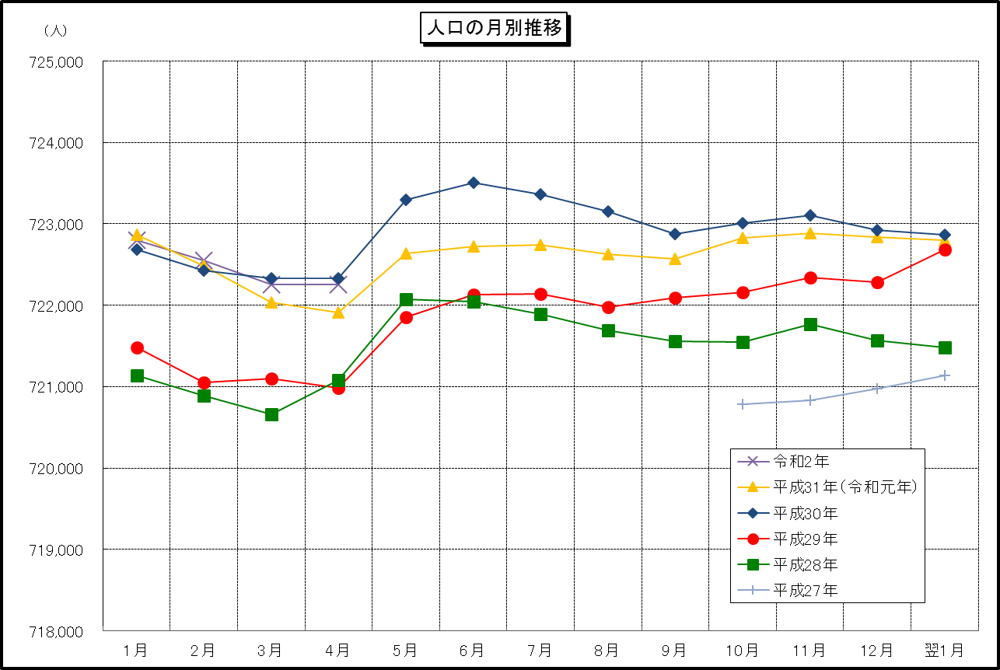 人口の月別推移
(人)
725,000
724,000
723,000
722,000
721,000
720,000
719,000
718,000
1月 2月 3月 4月 5月 6月 7月 8月 9月 10月 11月 12月 翌1月
令和2年
平成31年(令和元年)
平成30年
平成29年
平成28年
平成27年